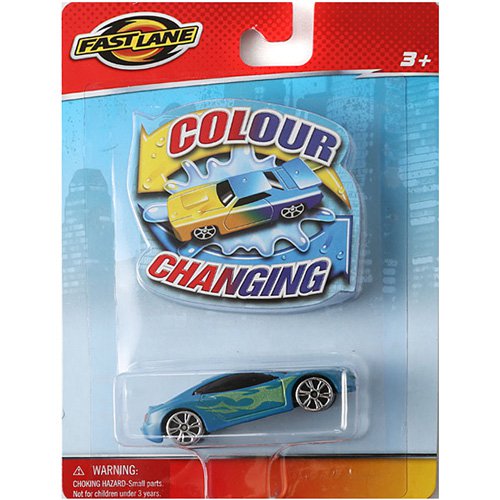 FAST LANE
3+
COLOUR
CHANGING
WARNING:
CHOKING HAZARD-Small parts.
Not for children under 3 years.